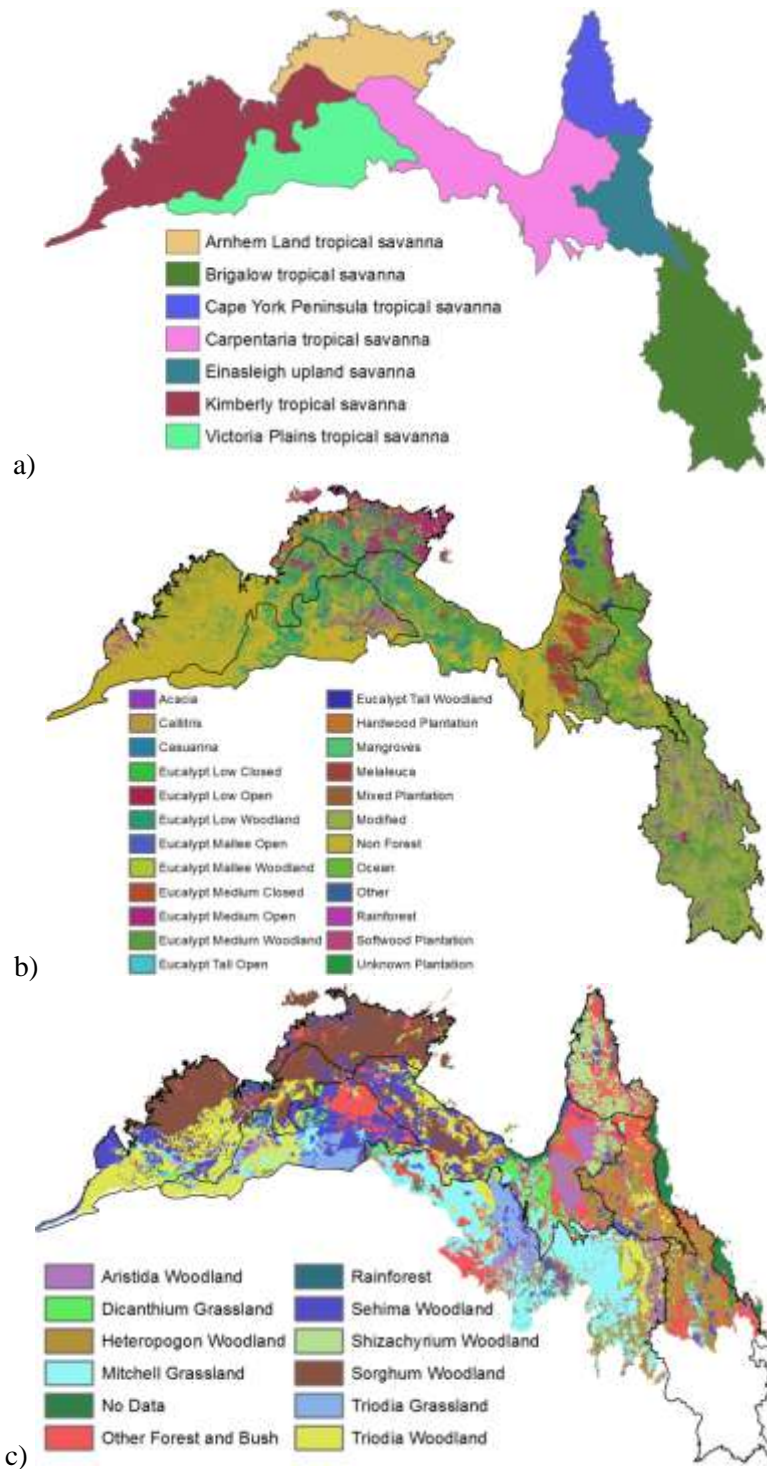 Arnhem Land tropical savanna
Brigalow tropical savanna
Cape York Peninsula tropical savanna
Carpentaria tropical savanna
Einasleigh upland savanna
Kimberly tropical savanna
Victoria Plains tropical savanna
a)
Acacia
Callitris
Casuarina
Eucalypt Low Closed
Eucalypt Low Open
Eucalypt Low Woodland
Eucalypt Mallee Open
Eucalypt Mallee Woodland
Eucalypt Medium Closed
Eucalypt Medium Open
Eucalypt Medium Woodland
Eucalypt Tall Open
Eucalypt Tall Woodland
Hardwood Plantation
Mangroves
Melaleuca
Mixed Plantation
Modified
Non Forest
Ocean
Other
Rainforest
Softwood Plantation
Unknown Plantation
b)
Aristida Woodland
Dicanthium Grassland
Heteropogon Woodland
Mitchell Grassland
No Data
Other Forest and Bush
Rainforest
Sehima Woodland
Shizachyrium Woodland
Sorghum Woodland
Triodia Grassland
Triodia Woodland
c)